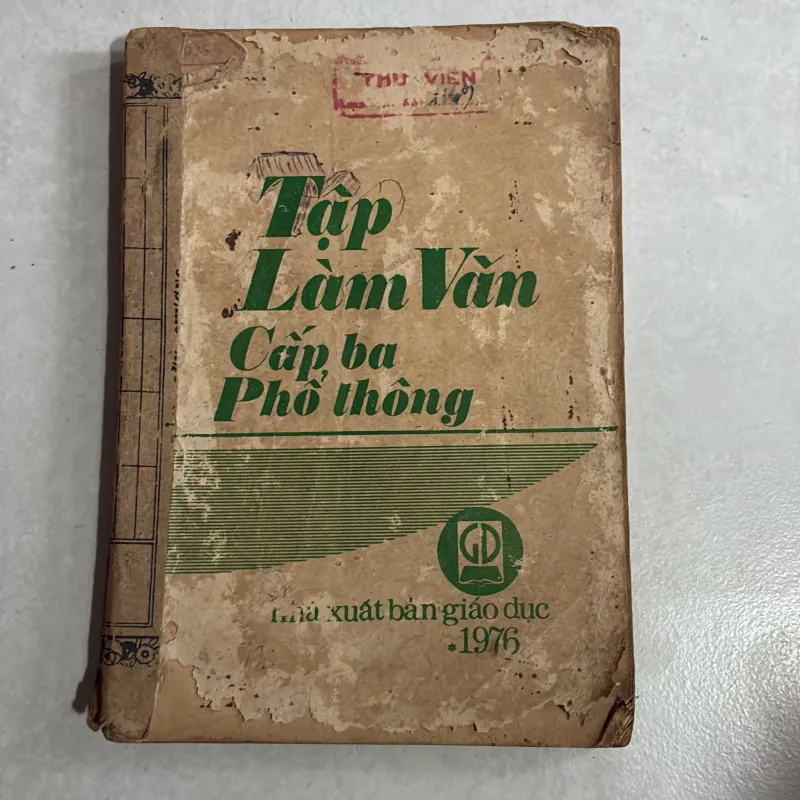 THƯ VIỆN
Tập
Làm Văn
Cấp ba
Phổ thông
GD
nhà xuất bản giáo dục
*1976